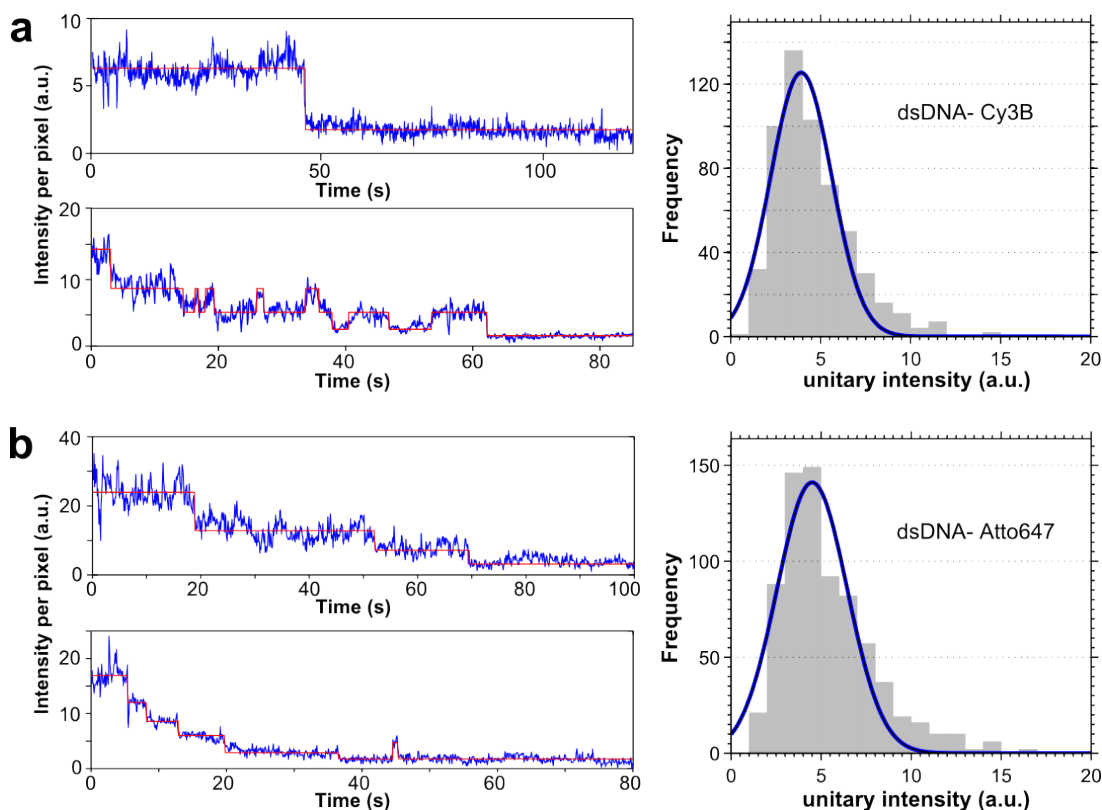 a
Intensity per pixel (a.u.)
10
5
0
0 50 100
Time (s)
20
15
10
5
0
0 20 40 60 80
Time (s)
dsDNA- Cy3B
Frequency
120
80
40
0
0 5 10 15 20
unitary intensity (a.u.)
b
Intensity per pixel (a.u.)
40
20
0
0 20 40 60 80 100
Time (s)
20
10
0
0 20 40 60 80
Time (s)
dsDNA- Atto647
Frequency
150
100
50
0
0 5 10 15 20
unitary intensity (a.u.)